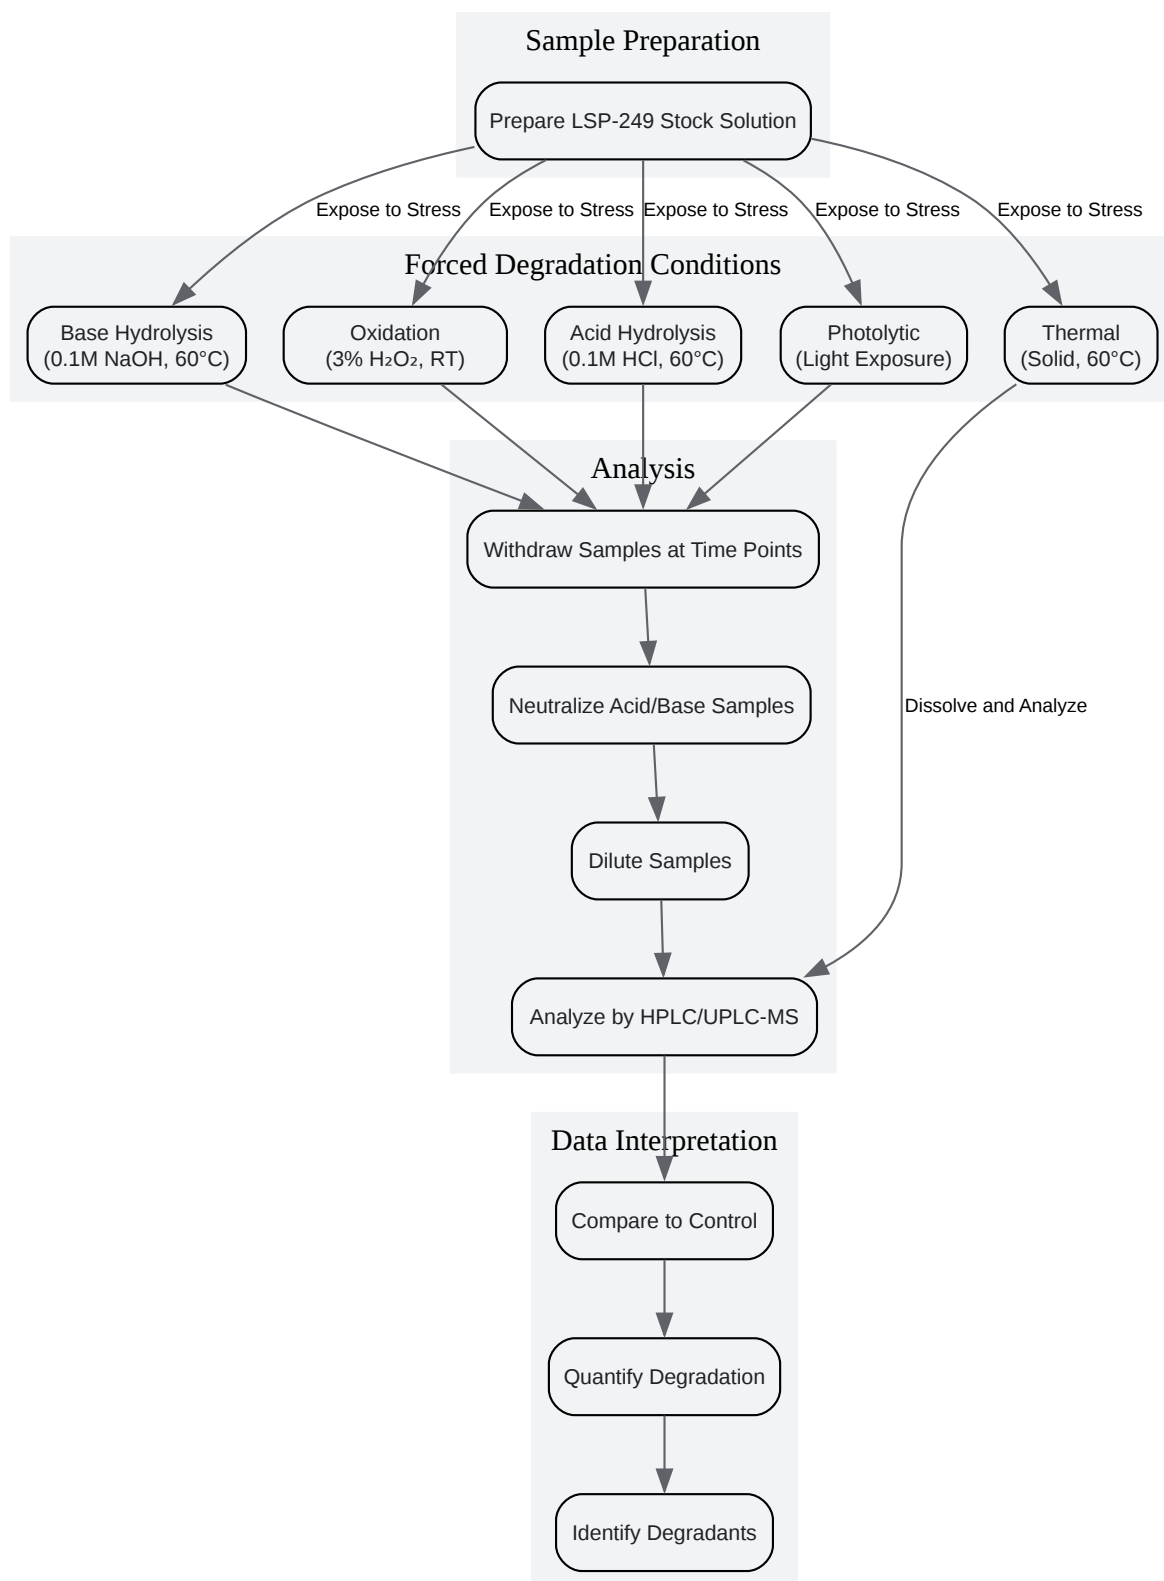 Sample Preparation
Prepare LSP-249 Stock Solution
Expose to Stress
Expose to Stress
Expose to Stress
Expose to Stress
Expose to Stress
Forced Degradation Conditions
Base Hydrolysis
(0.1M NaOH, 60°C)
Oxidation
(3% H₂O₂, RT)
Acid Hydrolysis
(0.1M HCl, 60°C)
Photolytic
(Light Exposure)
Thermal
(Solid, 60°C)
Analysis
Withdraw Samples at Time Points
Neutralize Acid/Base Samples
Dissolve and Analyze
Dilute Samples
Analyze by HPLC/UPLC-MS
Data Interpretation
Compare to Control
Quantify Degradation
Identify Degradants